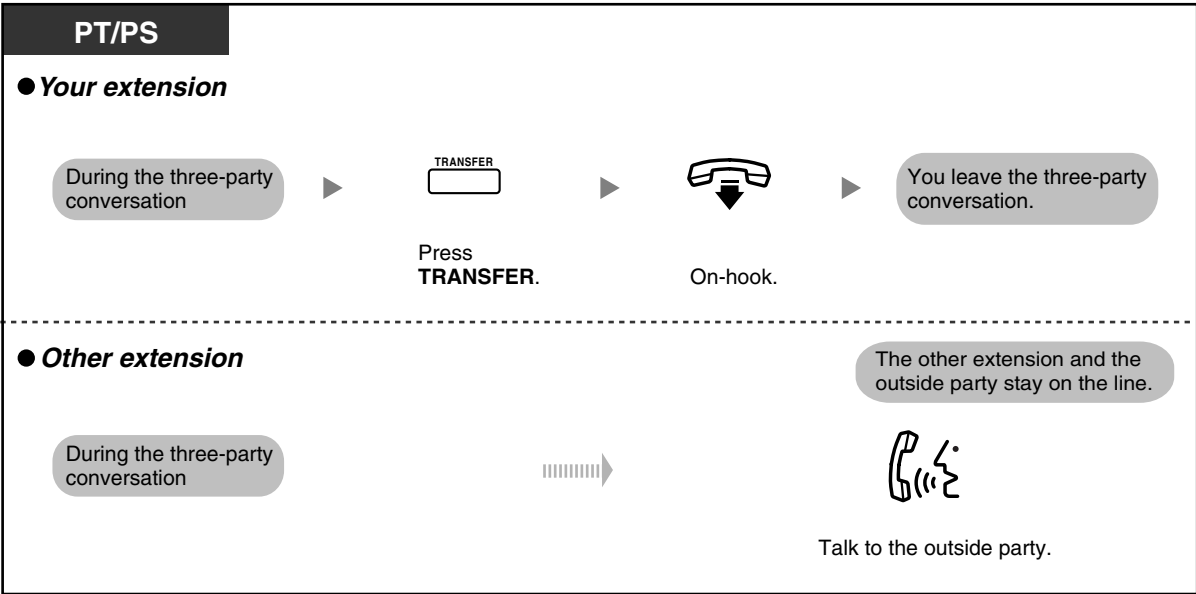 PT/PS
Your extension
During the three-party
conversation
TRANSFER
Press
TRANSFER.
On-hook.
You leave the three-party
conversation.
Other extension
During the three-party
conversation
The other extension and the
outside party stay on the line.
Talk to the outside party.